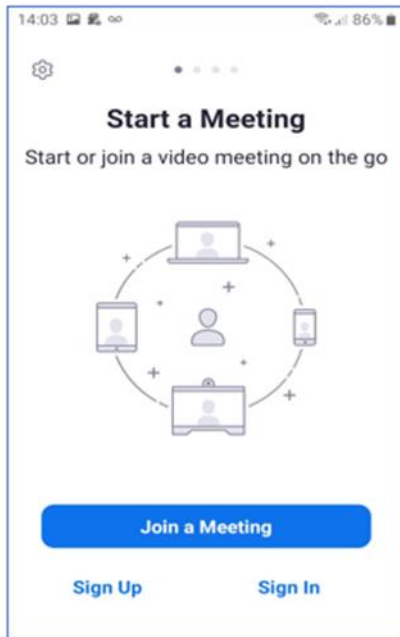 14:03 86%
Start a Meeting
Start or join a video meeting on the go
Join a Meeting
Sign Up Sign In